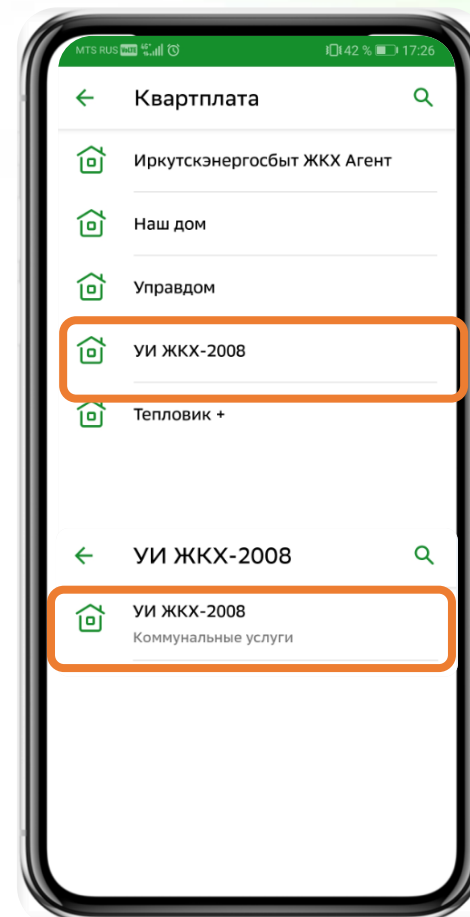 MTS RUS 42 % 17:26
Квартплата
Иркутскэнергосбыт ЖКХ Агент
Наш дом
Управдом
УИ ЖКХ-2008
Тепловик +
УИ ЖКХ-2008
УИ ЖКХ-2008
Коммунальные услуги